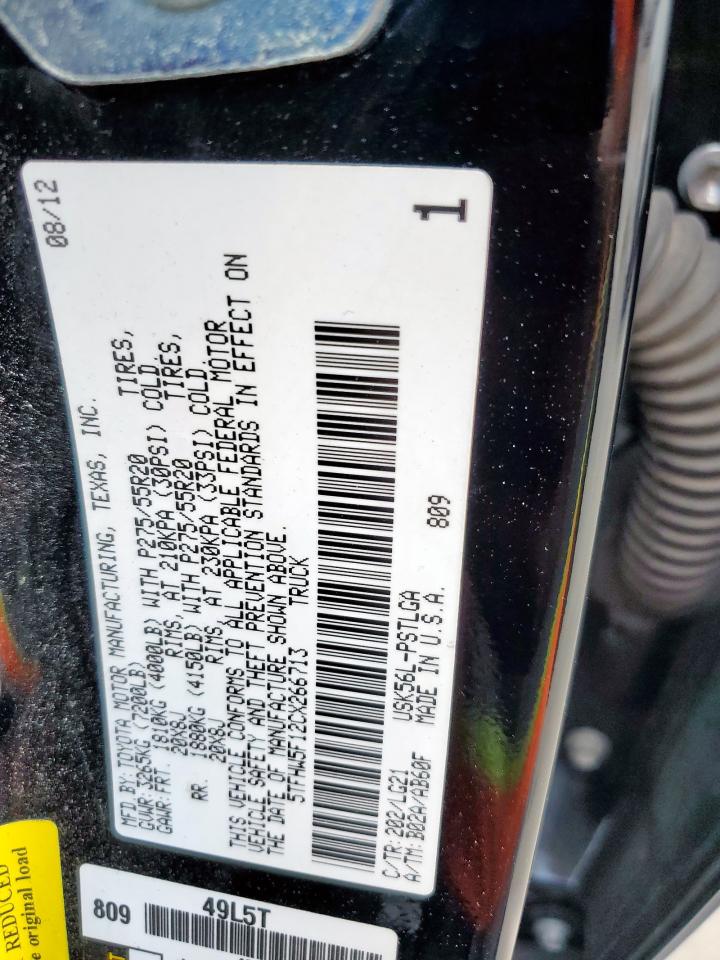 MFD.BY:TOYOTA MOTOR MANUFACTURING, TEXAS, INC. 08/12
GVWR 3265KG (7200LB)
GAWR: FRT. 1810KG (4000LB) WITH P275/55R20 TIRES,
20X8J RIMS, AT 210KPA (30PSI) COLD.
RR. 1880KG (4150LB) WITH P275/55R20 TIRES,
20X8J RIMS, AT 230KPA (33PSI) COLD.
THIS VEHICLE CONFORMS TO ALL APPLICABLE FEDERAL MOTOR
VEHICLE SAFETY AND THEFT PREVENTION STANDARDS IN EFFECT ON
THE DATE OF MANUFACTURE SHOWN ABOVE.
5TFHW5F12CX266713 TRUCK
C/TR: 202/LG21 USK56L-PSTLGA 809
A/TM: B02A/AB60F MADE IN U.S.A.
1
809 49L5T
REDUCED
original load